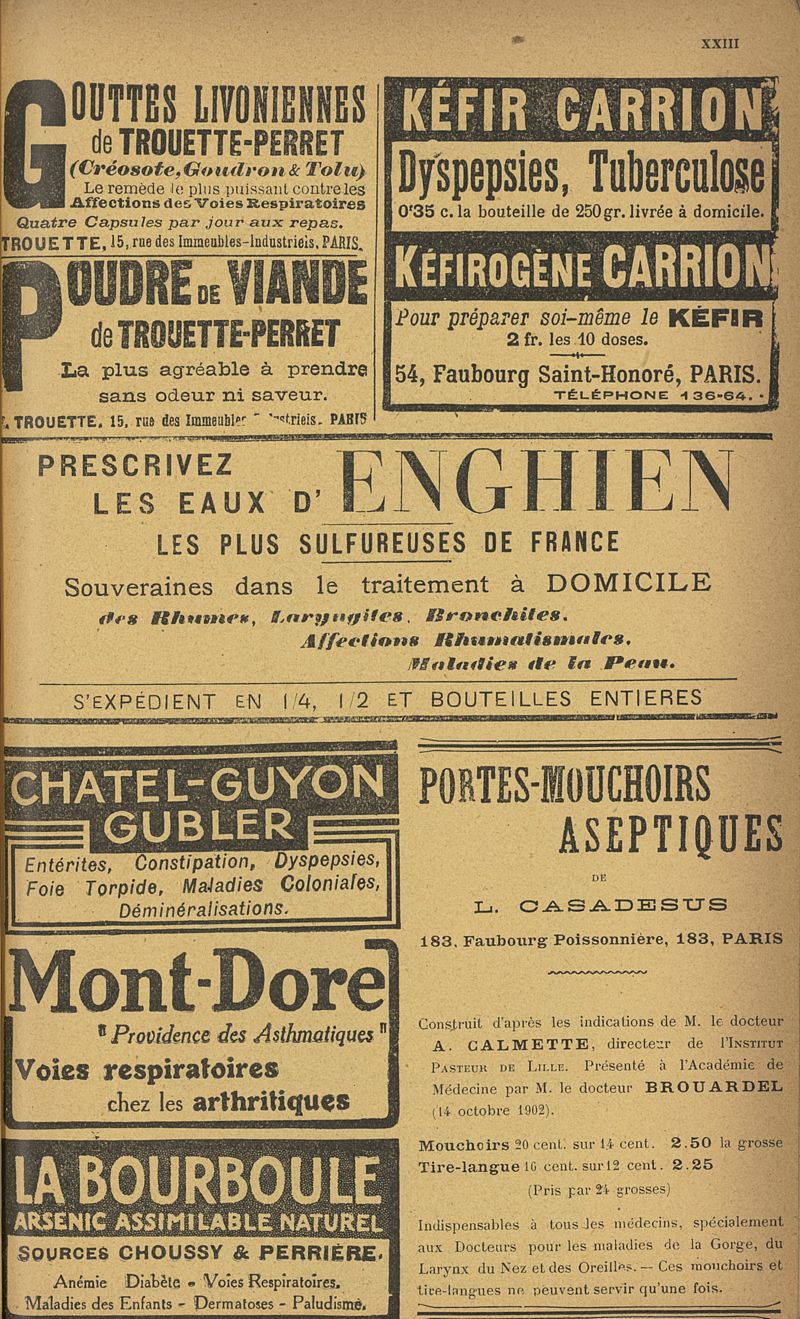 XXIII
GOUTTES LIVONIENNES
de TROUETTE-PERRET
(Créosote, Goudron & Tolu)
Le remède le plus puissant contre les
Affections des Voies Respiratoires
Quatre Capsules par jour aux repas.
TROUETTE, 15, rue des Immeubles-Industriels, PARIS.
POUDRE DE VIANDE
de TROUETTE-PERRET
La plus agréable à prendre
sans odeur ni saveur.
TROUETTE, 15, rue des PARIS
KÉFIR CARRION
Dyspepsies, Tuberculose
0'35 c. la bouteille de 250 gr. livrée à domicile.
KÉFIROGÈNE CARRION
Pour préparer soi-même le KÉFIR
2 fr. les 10 doses.
54, Faubourg Saint-Honoré, PARIS.
TÉLÉPHONE 136-64.
PRESCRIVEZ
LES EAUX D' ENGHIEN
LES PLUS SULFUREUSES DE FRANCE
Souveraines dans le traitement à DOMICILE
des Rhumes, Laryngites, Bronchites,
Affections Rhumatismales,
Maladies de la Peau.
S'EXPÉDIENT EN 1/4, 1/2 ET BOUTEILLES ENTIERES
CHATEL-GUYON
GUBLER
Entérites, Constipation, Dyspepsies,
Foie Torpide, Maladies Coloniales,
Déminéralisations.
Mont-Dore
"Providence des Asthmatiques"
Voies respiratoires
chez les arthritiques
LA BOURBOULE
ARSENIC ASSIMILABLE NATUREL
SOURCES CHOUSSY & PERRIÈRE.
Anémie Diabète - Voies Respiratoires.
Maladies des Enfants - Dermatoses - Paludisme.
PORTES-MOUCHOIRS
ASEPTIQUES
DE
L. CASADESUS
183, Faubourg Poissonnière, 183, PARIS
Construit d'après les indications de M. le docteur
A. CALMETTE, directeur de l'INSTITUT
PASTEUR DE LILLE. Présenté à l'Académie de
Médecine par M. le docteur BROUARDEL
(14 octobre 1902).
Mouchoirs 20 cent. sur 14 cent. 2.50 la grosse
Tire-langue 16 cent. sur 12 cent. 2.25
(Pris par 24 grosses)
Indispensables à tous les médecins, spécialement
aux Docteurs pour les maladies de la Gorge, du
Larynx du Nez et des Oreilles. — Ces mouchoirs et
tire-langues ne peuvent servir qu'une fois.